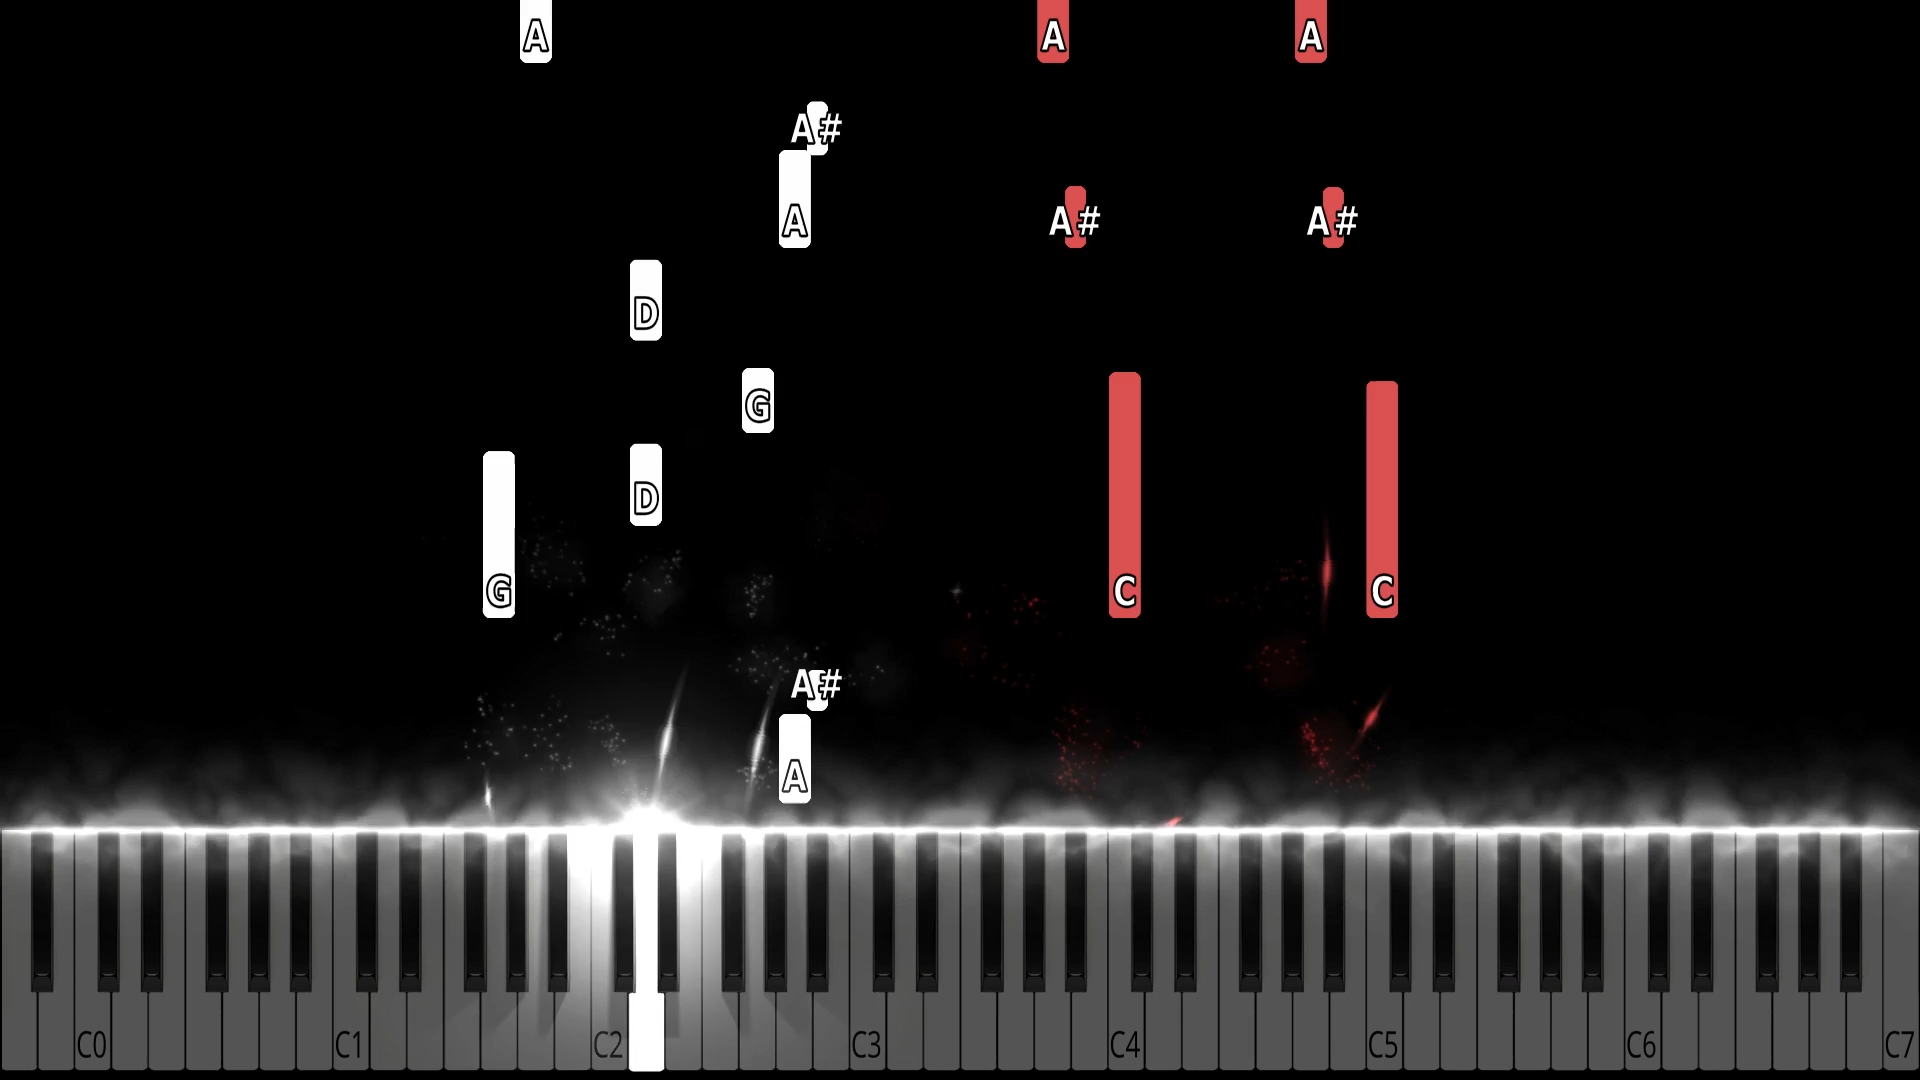 A A A
A#
A A# A#
D
G
D
G C C
A#
A
C0 C1 C2 C3 C4 C5 C6 C7